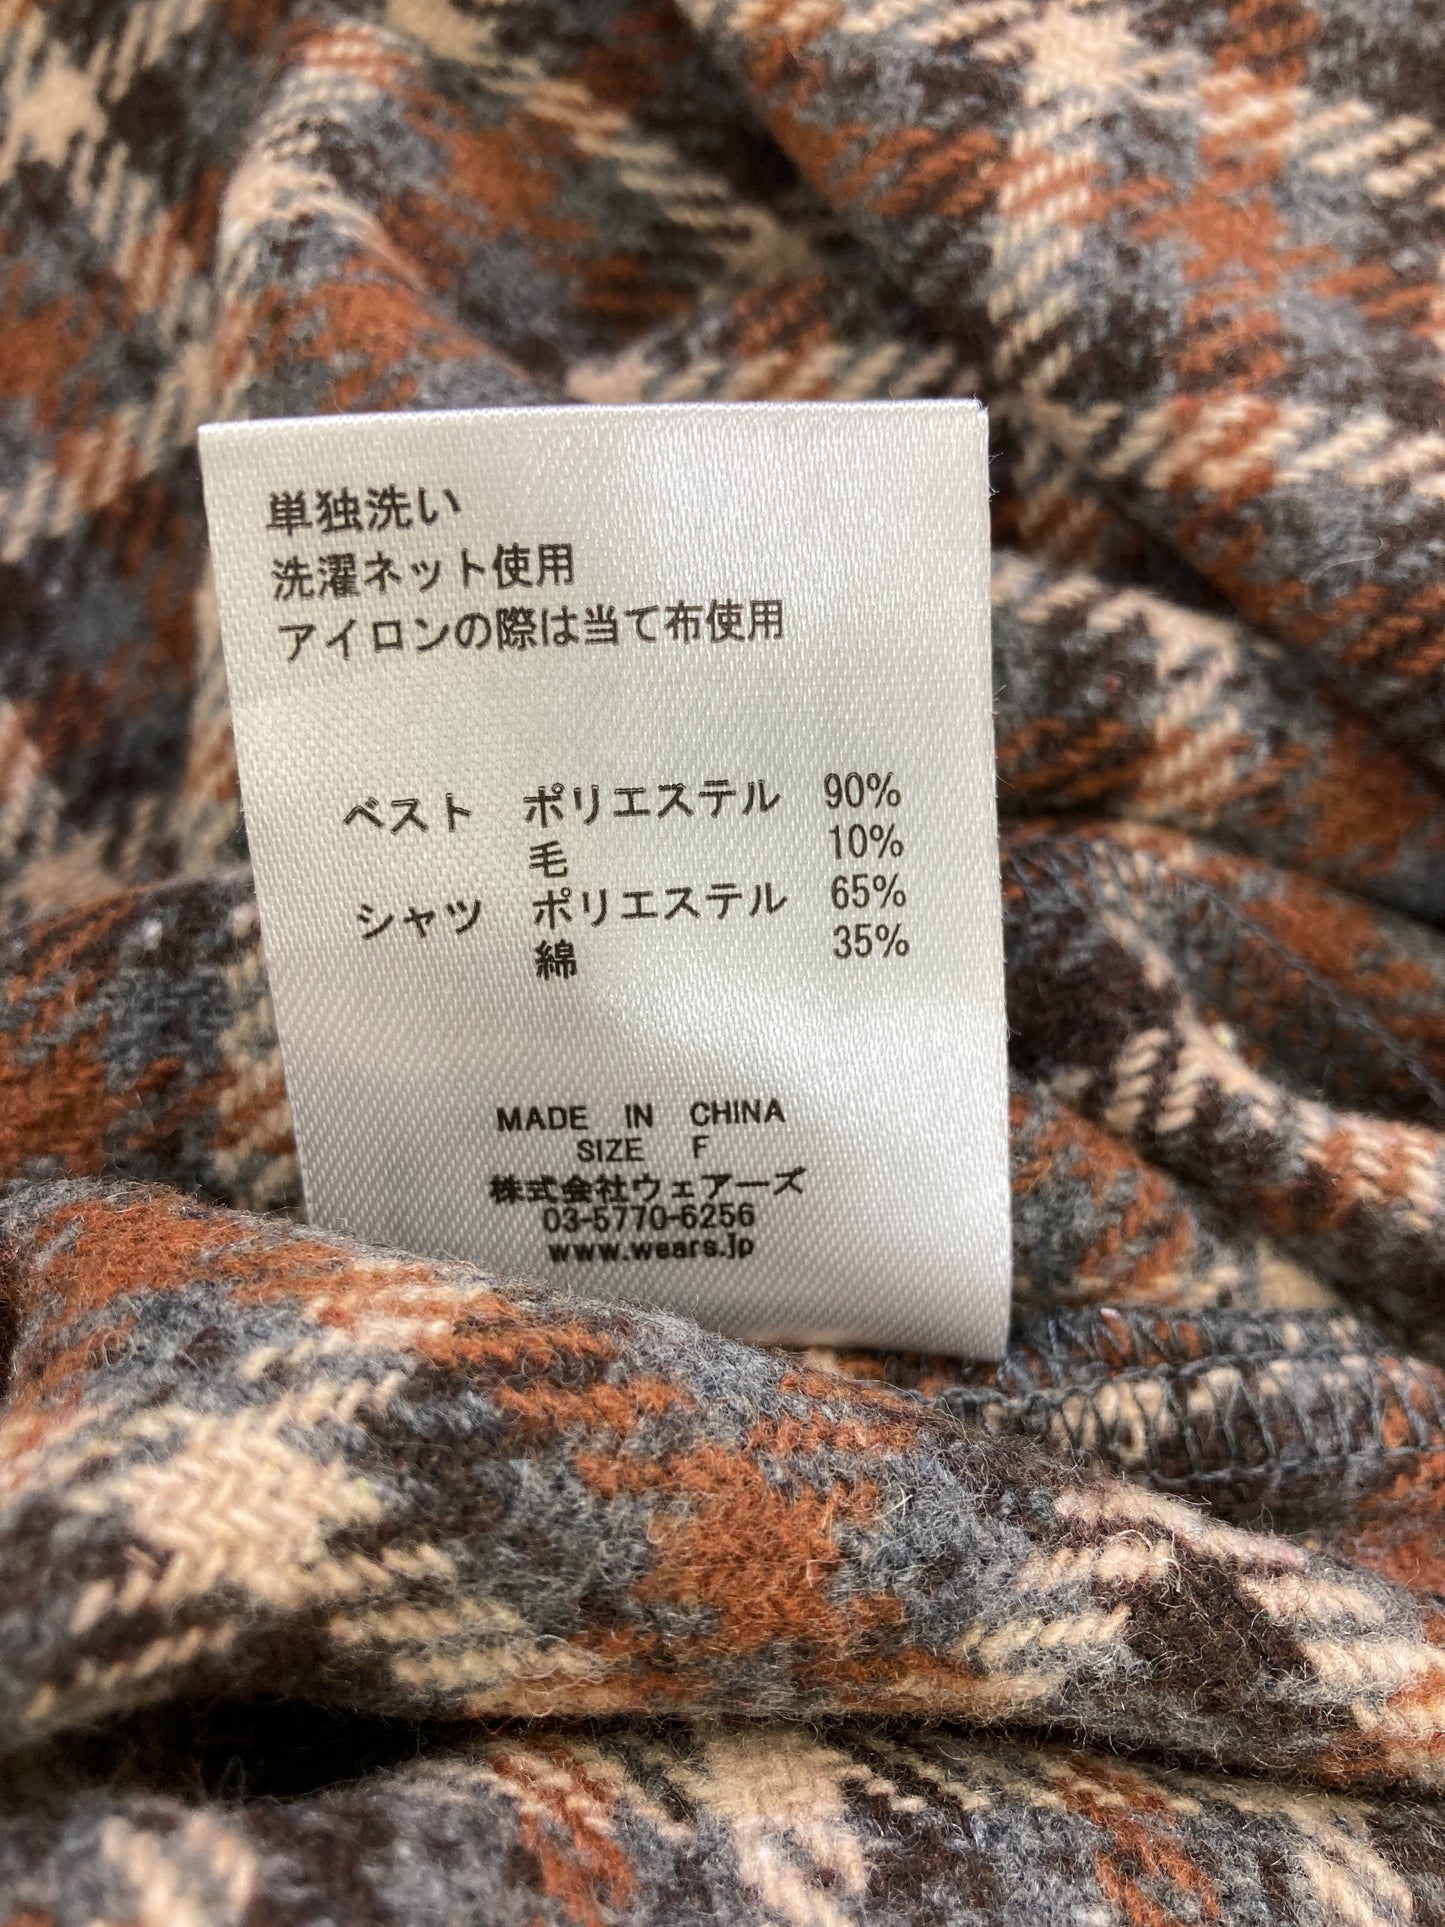 単独洗い
洗濯ネット使用
アイロンの際は当て布使用
ベスト ポリエステル 90%
毛 10%
シャツ ポリエステル 65%
綿 35%
MADE IN CHINA
SIZE F
株式会社ウェアーズ
03-5770-6256
www.wears.jp